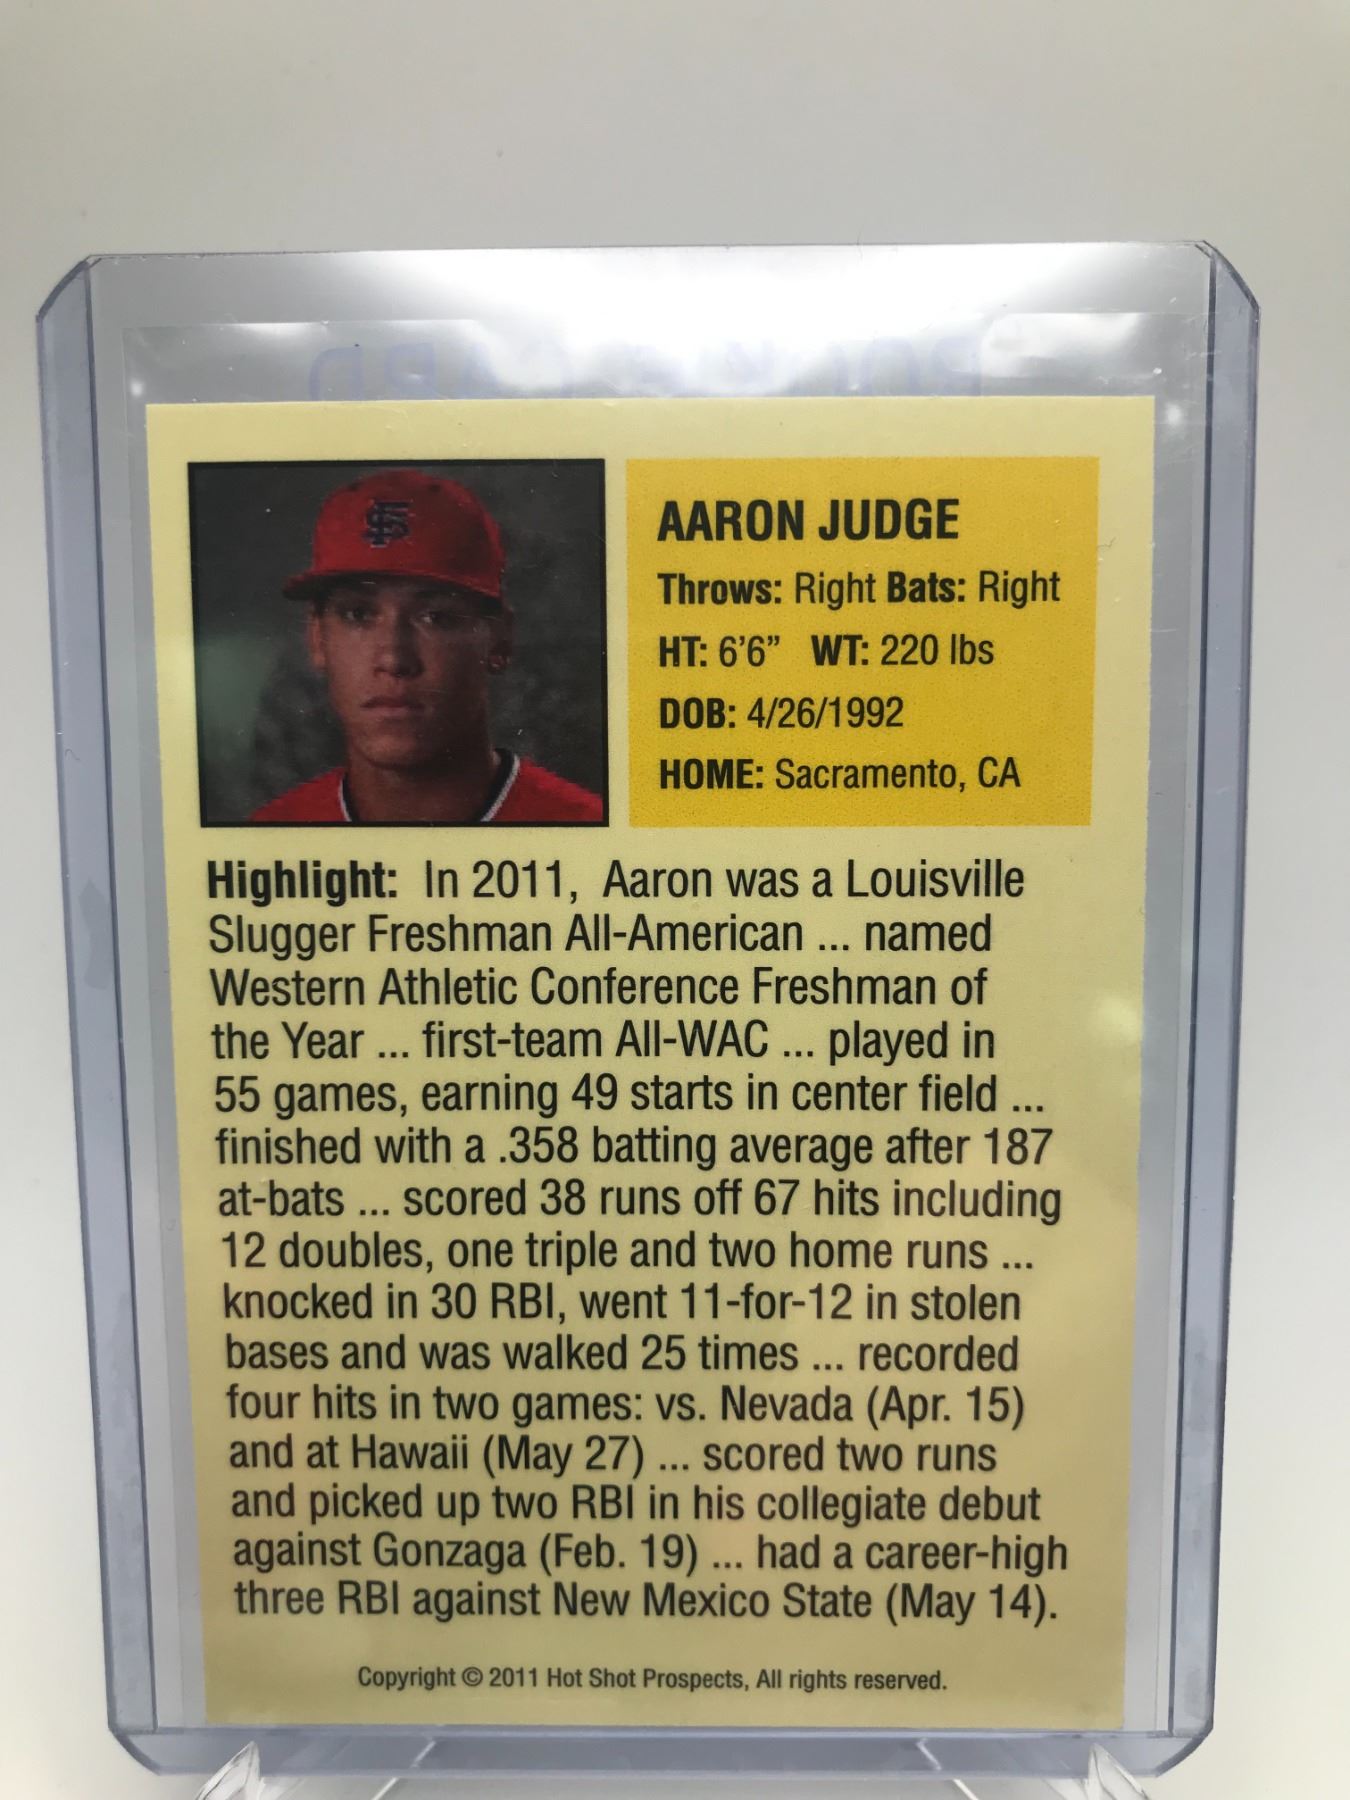 ROOKIE CARD
FS
AARON JUDGE
Throws: Right Bats: Right
HT: 6'6” WT: 220 lbs
DOB: 4/26/1992
HOME: Sacramento, CA
Highlight: In 2011, Aaron was a Louisville
Slugger Freshman All-American ... named
Western Athletic Conference Freshman of
the Year ... first-team All-WAC ... played in
55 games, earning 49 starts in center field ...
finished with a .358 batting average after 187
at-bats ... scored 38 runs off 67 hits including
12 doubles, one triple and two home runs ...
knocked in 30 RBI, went 11-for-12 in stolen
bases and was walked 25 times ... recorded
four hits in two games: vs. Nevada (Apr. 15)
and at Hawaii (May 27) ... scored two runs
and picked up two RBI in his collegiate debut
against Gonzaga (Feb. 19) ... had a career-high
three RBI against New Mexico State (May 14).
Copyright © 2011 Hot Shot Prospects, All rights reserved.